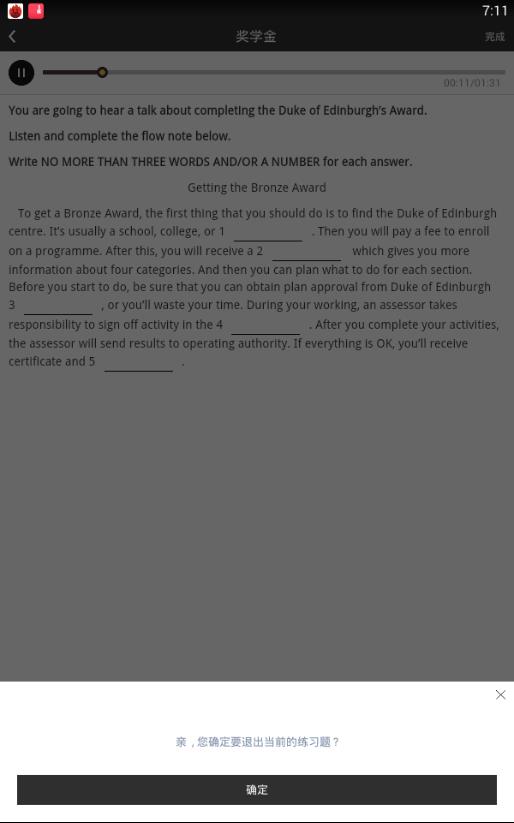 7:11
奖学金
完成
00:11/01:31
You are going to hear a talk about completing the Duke of Edinburgh's Award.
Listen and complete the flow note below.
Write NO MORE THAN THREE WORDS AND/OR A NUMBER for each answer.
Getting the Bronze Award
To get a Bronze Award, the first thing that you should do is to find the Duke of Edinburgh
centre. It's usually a school, college, or 1 __________ . Then you will pay a fee to enroll
on a programme. After this, you will receive a 2 __________ which gives you more
information about four categories. And then you can plan what to do for each section.
Before you start to do, be sure that you can obtain plan approval from Duke of Edinburgh
3 __________ , or you'll waste your time. During your working, an assessor takes
responsibility to sign off activity in the 4 __________ . After you complete your activities,
the assessor will send results to operating authority. If everything is OK, you'll receive
certificate and 5 __________ .
亲，您确定要退出当前的练习题？
确定